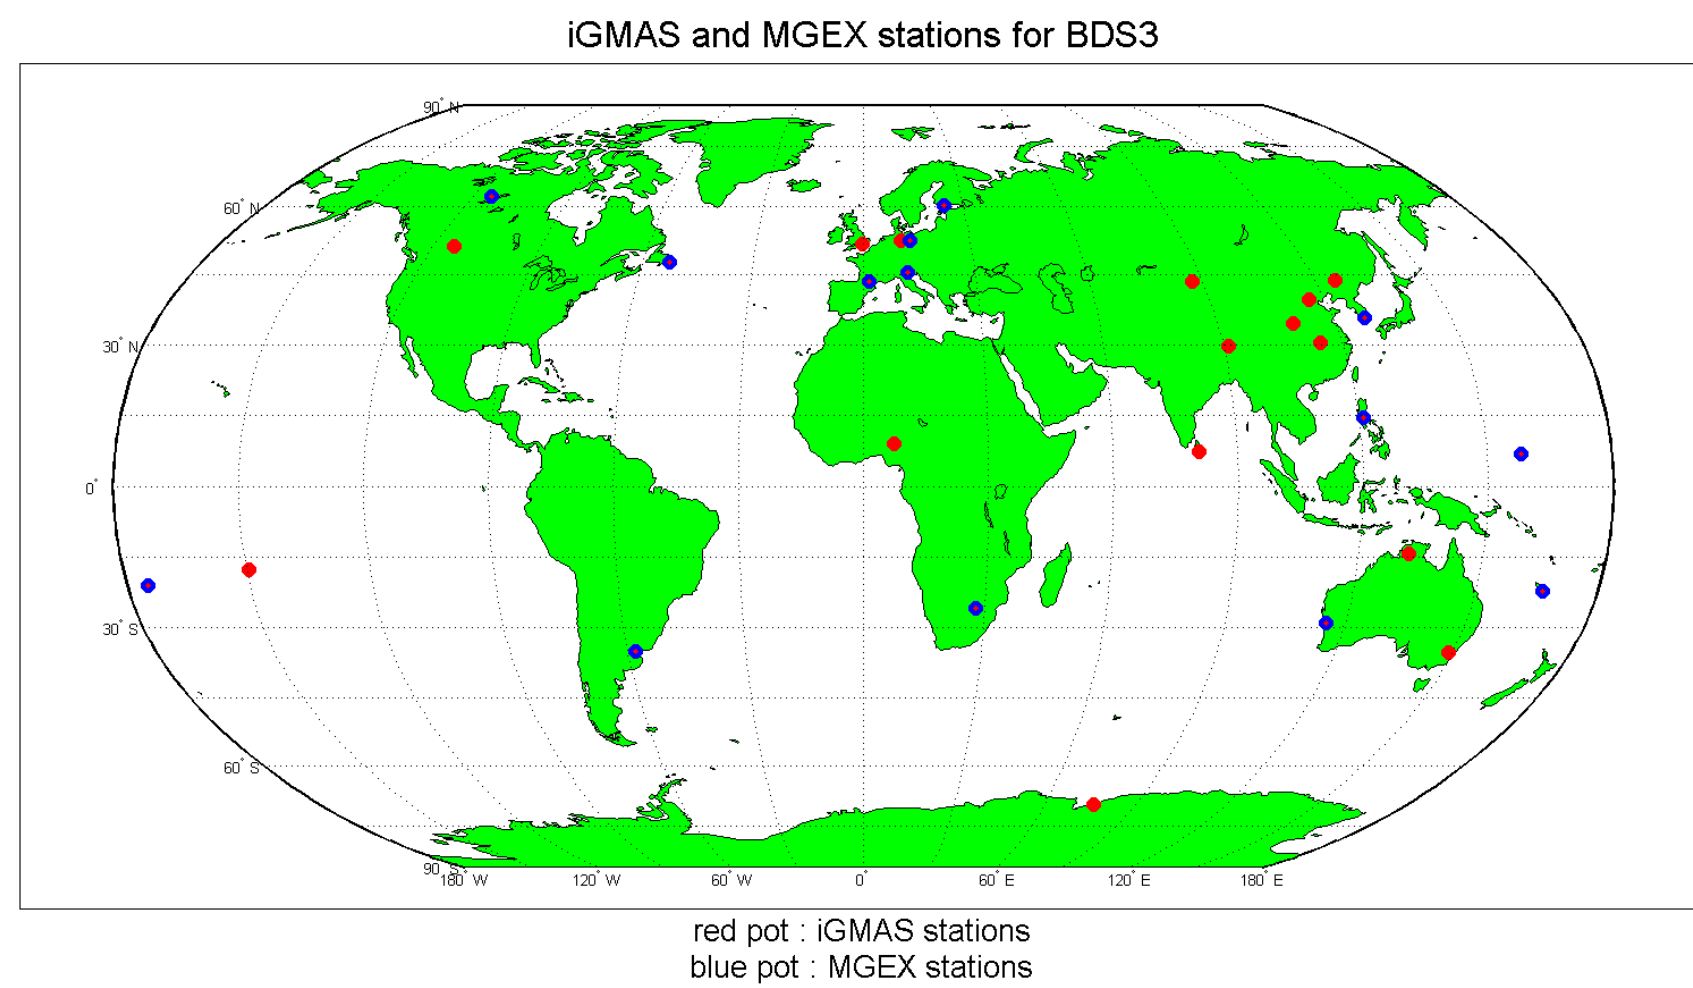 iGMAS and MGEX stations for BDS3
90° N
60° N
30° N
0°
30° S
60° S
90° S
180° W 120° W 60° W 0° 60° E 120° E 180° E
red pot : iGMAS stations
blue pot : MGEX stations